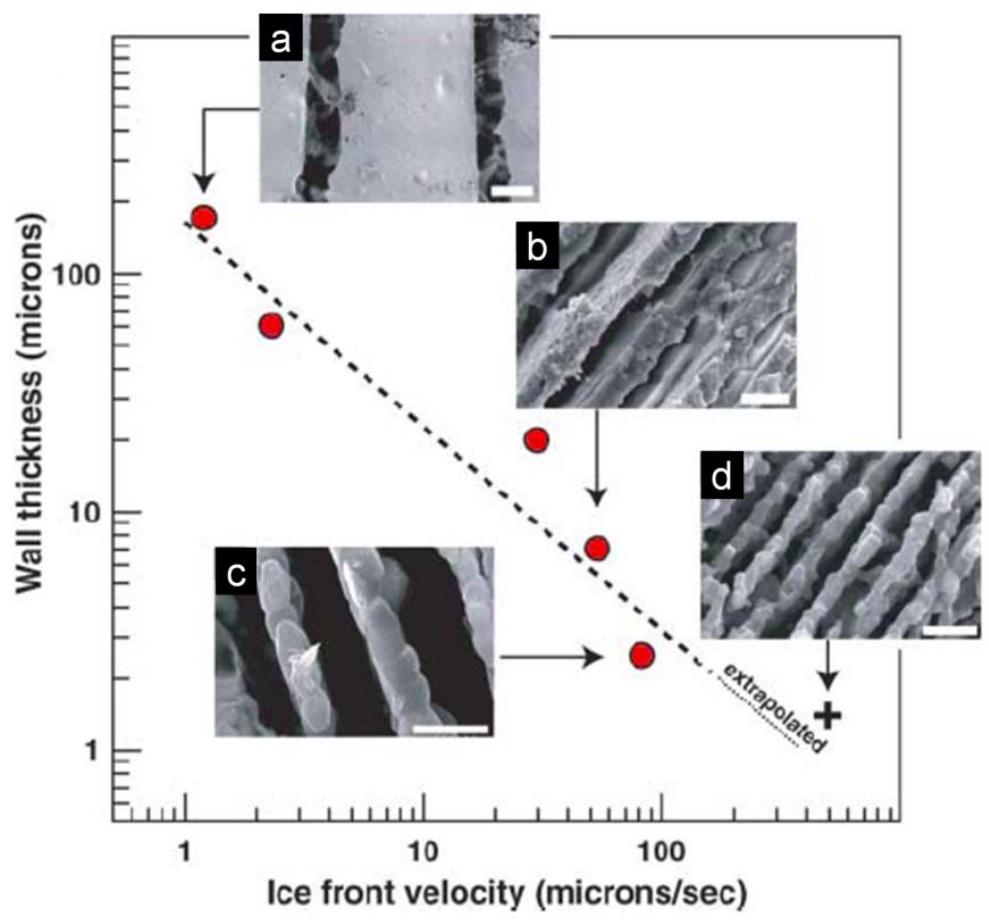 a
b
c
d
Wall thickness (microns)
100
10
1
extrapolated
1
10
100
Ice front velocity (microns/sec)